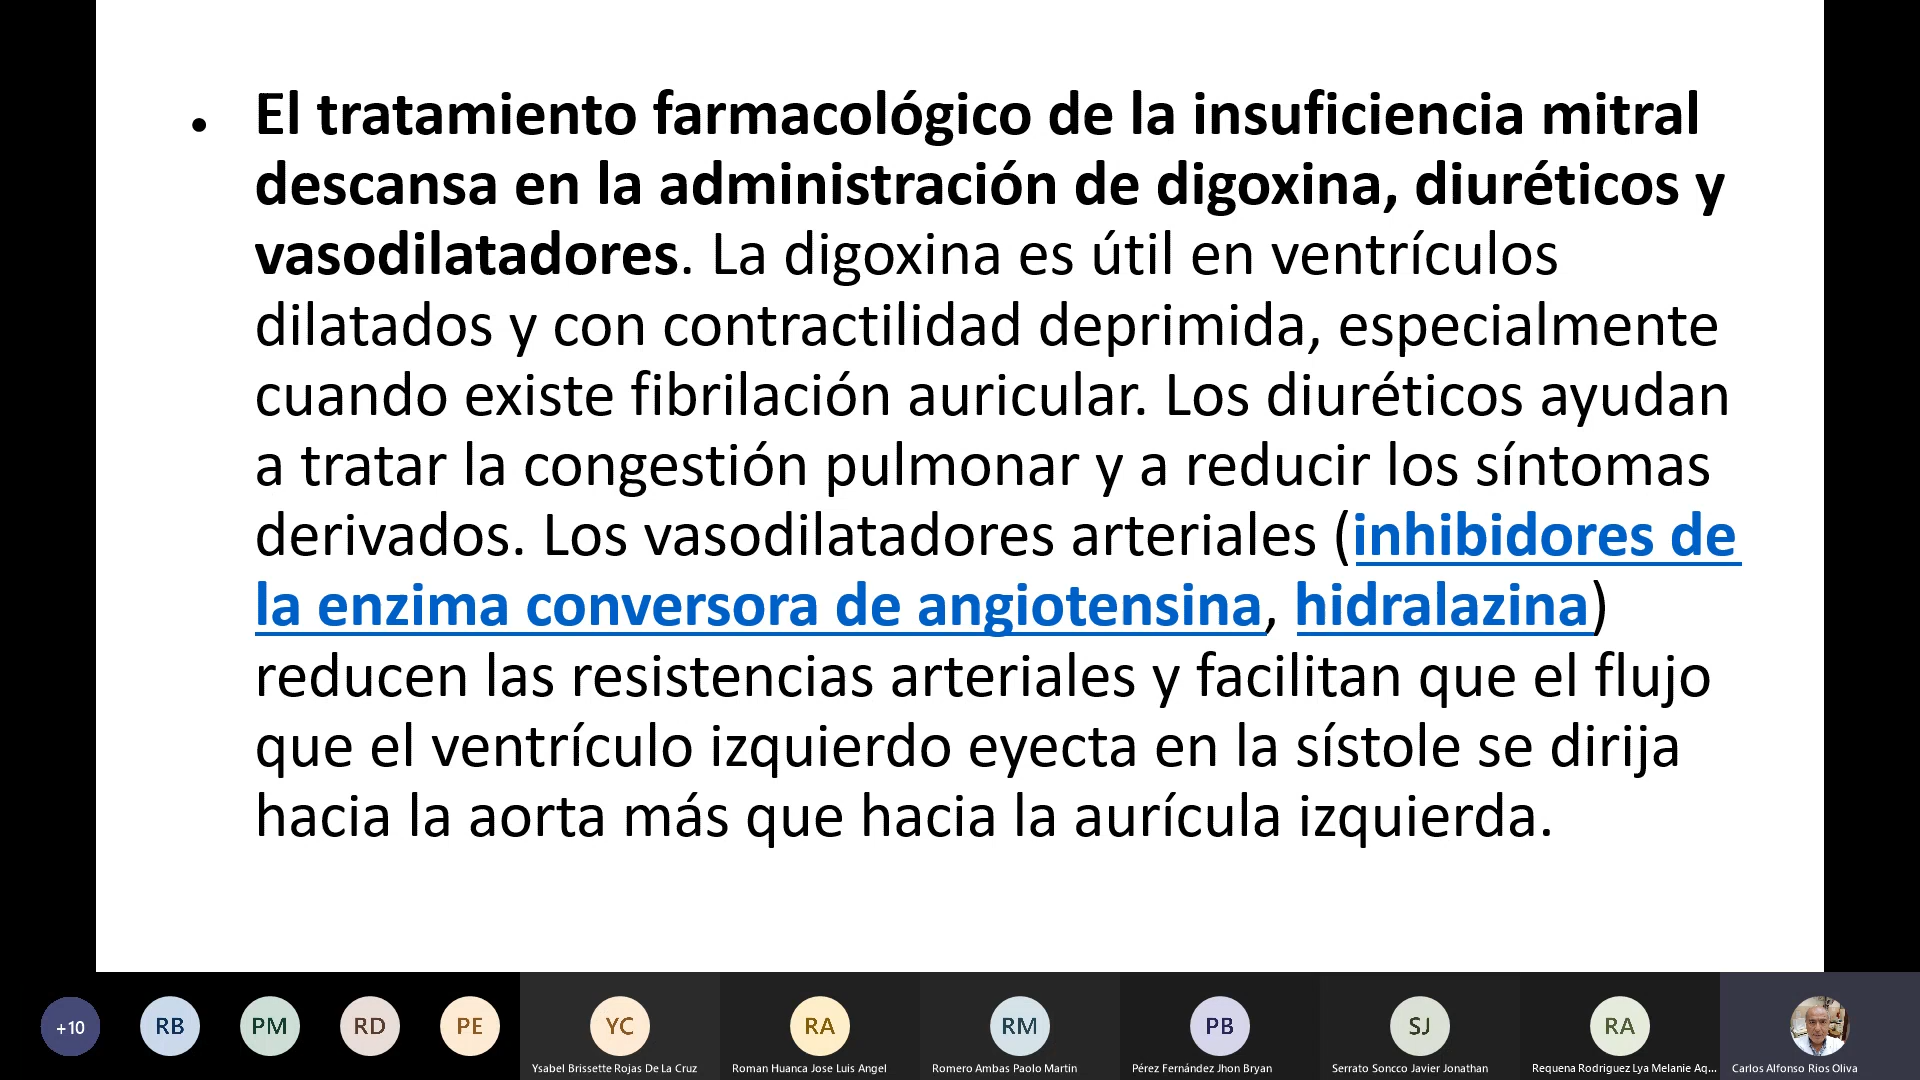 • El tratamiento farmacológico de la insuficiencia mitral
descansa en la administración de digoxina, diuréticos y
vasodilatadores. La digoxina es útil en ventrículos
dilatados y con contractilidad deprimida, especialmente
cuando existe fibrilación auricular. Los diuréticos ayudan
a tratar la congestión pulmonar y a reducir los síntomas
derivados. Los vasodilatadores arteriales (inhibidores de
la enzima conversora de angiotensina, hidralazina)
reducen las resistencias arteriales y facilitan que el flujo
que el ventrículo izquierdo eyecta en la sístole se dirija
hacia la aorta más que hacia la aurícula izquierda.
+10 RB PM RD PE YC RA RM PB SJ RA
Ysabel Brissette Rojas De La Cruz Roman Huanca Jose Luis Angel Romero Ambas Paolo Martin Pérez Fernández Jhon Bryan Serrato Soncco Javier Jonathan Requena Rodriguez Lya Melanie Aq... Carlos Alfonso Rios Oliva